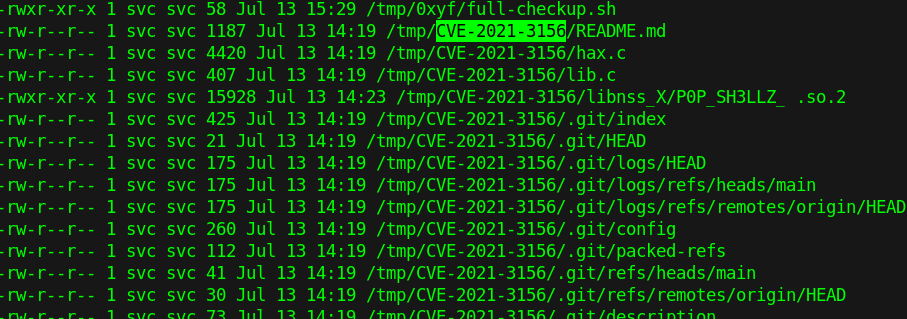 -rwxr-xr-x 1 svc svc 58 Jul 13 15:29 /tmp/0xyf/full-checkup.sh
-rw-r--r-- 1 svc svc 1187 Jul 13 14:19 /tmp/CVE-2021-3156/README.md
-rw-r--r-- 1 svc svc 4420 Jul 13 14:19 /tmp/CVE-2021-3156/hax.c
-rw-r--r-- 1 svc svc 407 Jul 13 14:19 /tmp/CVE-2021-3156/lib.c
-rwxr-xr-x 1 svc svc 15928 Jul 13 14:23 /tmp/CVE-2021-3156/libnss_X/P0P_SH3LLZ_ .so.2
-rw-r--r-- 1 svc svc 425 Jul 13 14:19 /tmp/CVE-2021-3156/.git/index
-rw-r--r-- 1 svc svc 21 Jul 13 14:19 /tmp/CVE-2021-3156/.git/HEAD
-rw-r--r-- 1 svc svc 175 Jul 13 14:19 /tmp/CVE-2021-3156/.git/logs/HEAD
-rw-r--r-- 1 svc svc 175 Jul 13 14:19 /tmp/CVE-2021-3156/.git/logs/refs/heads/main
-rw-r--r-- 1 svc svc 175 Jul 13 14:19 /tmp/CVE-2021-3156/.git/logs/refs/remotes/origin/HEAD
-rw-r--r-- 1 svc svc 260 Jul 13 14:19 /tmp/CVE-2021-3156/.git/config
-rw-r--r-- 1 svc svc 112 Jul 13 14:19 /tmp/CVE-2021-3156/.git/packed-refs
-rw-r--r-- 1 svc svc 41 Jul 13 14:19 /tmp/CVE-2021-3156/.git/refs/heads/main
-rw-r--r-- 1 svc svc 30 Jul 13 14:19 /tmp/CVE-2021-3156/.git/refs/remotes/origin/HEAD
-rw-r--r-- 1 svc svc 73 Jul 13 14:19 /tmp/CVE-2021-3156/.git/description